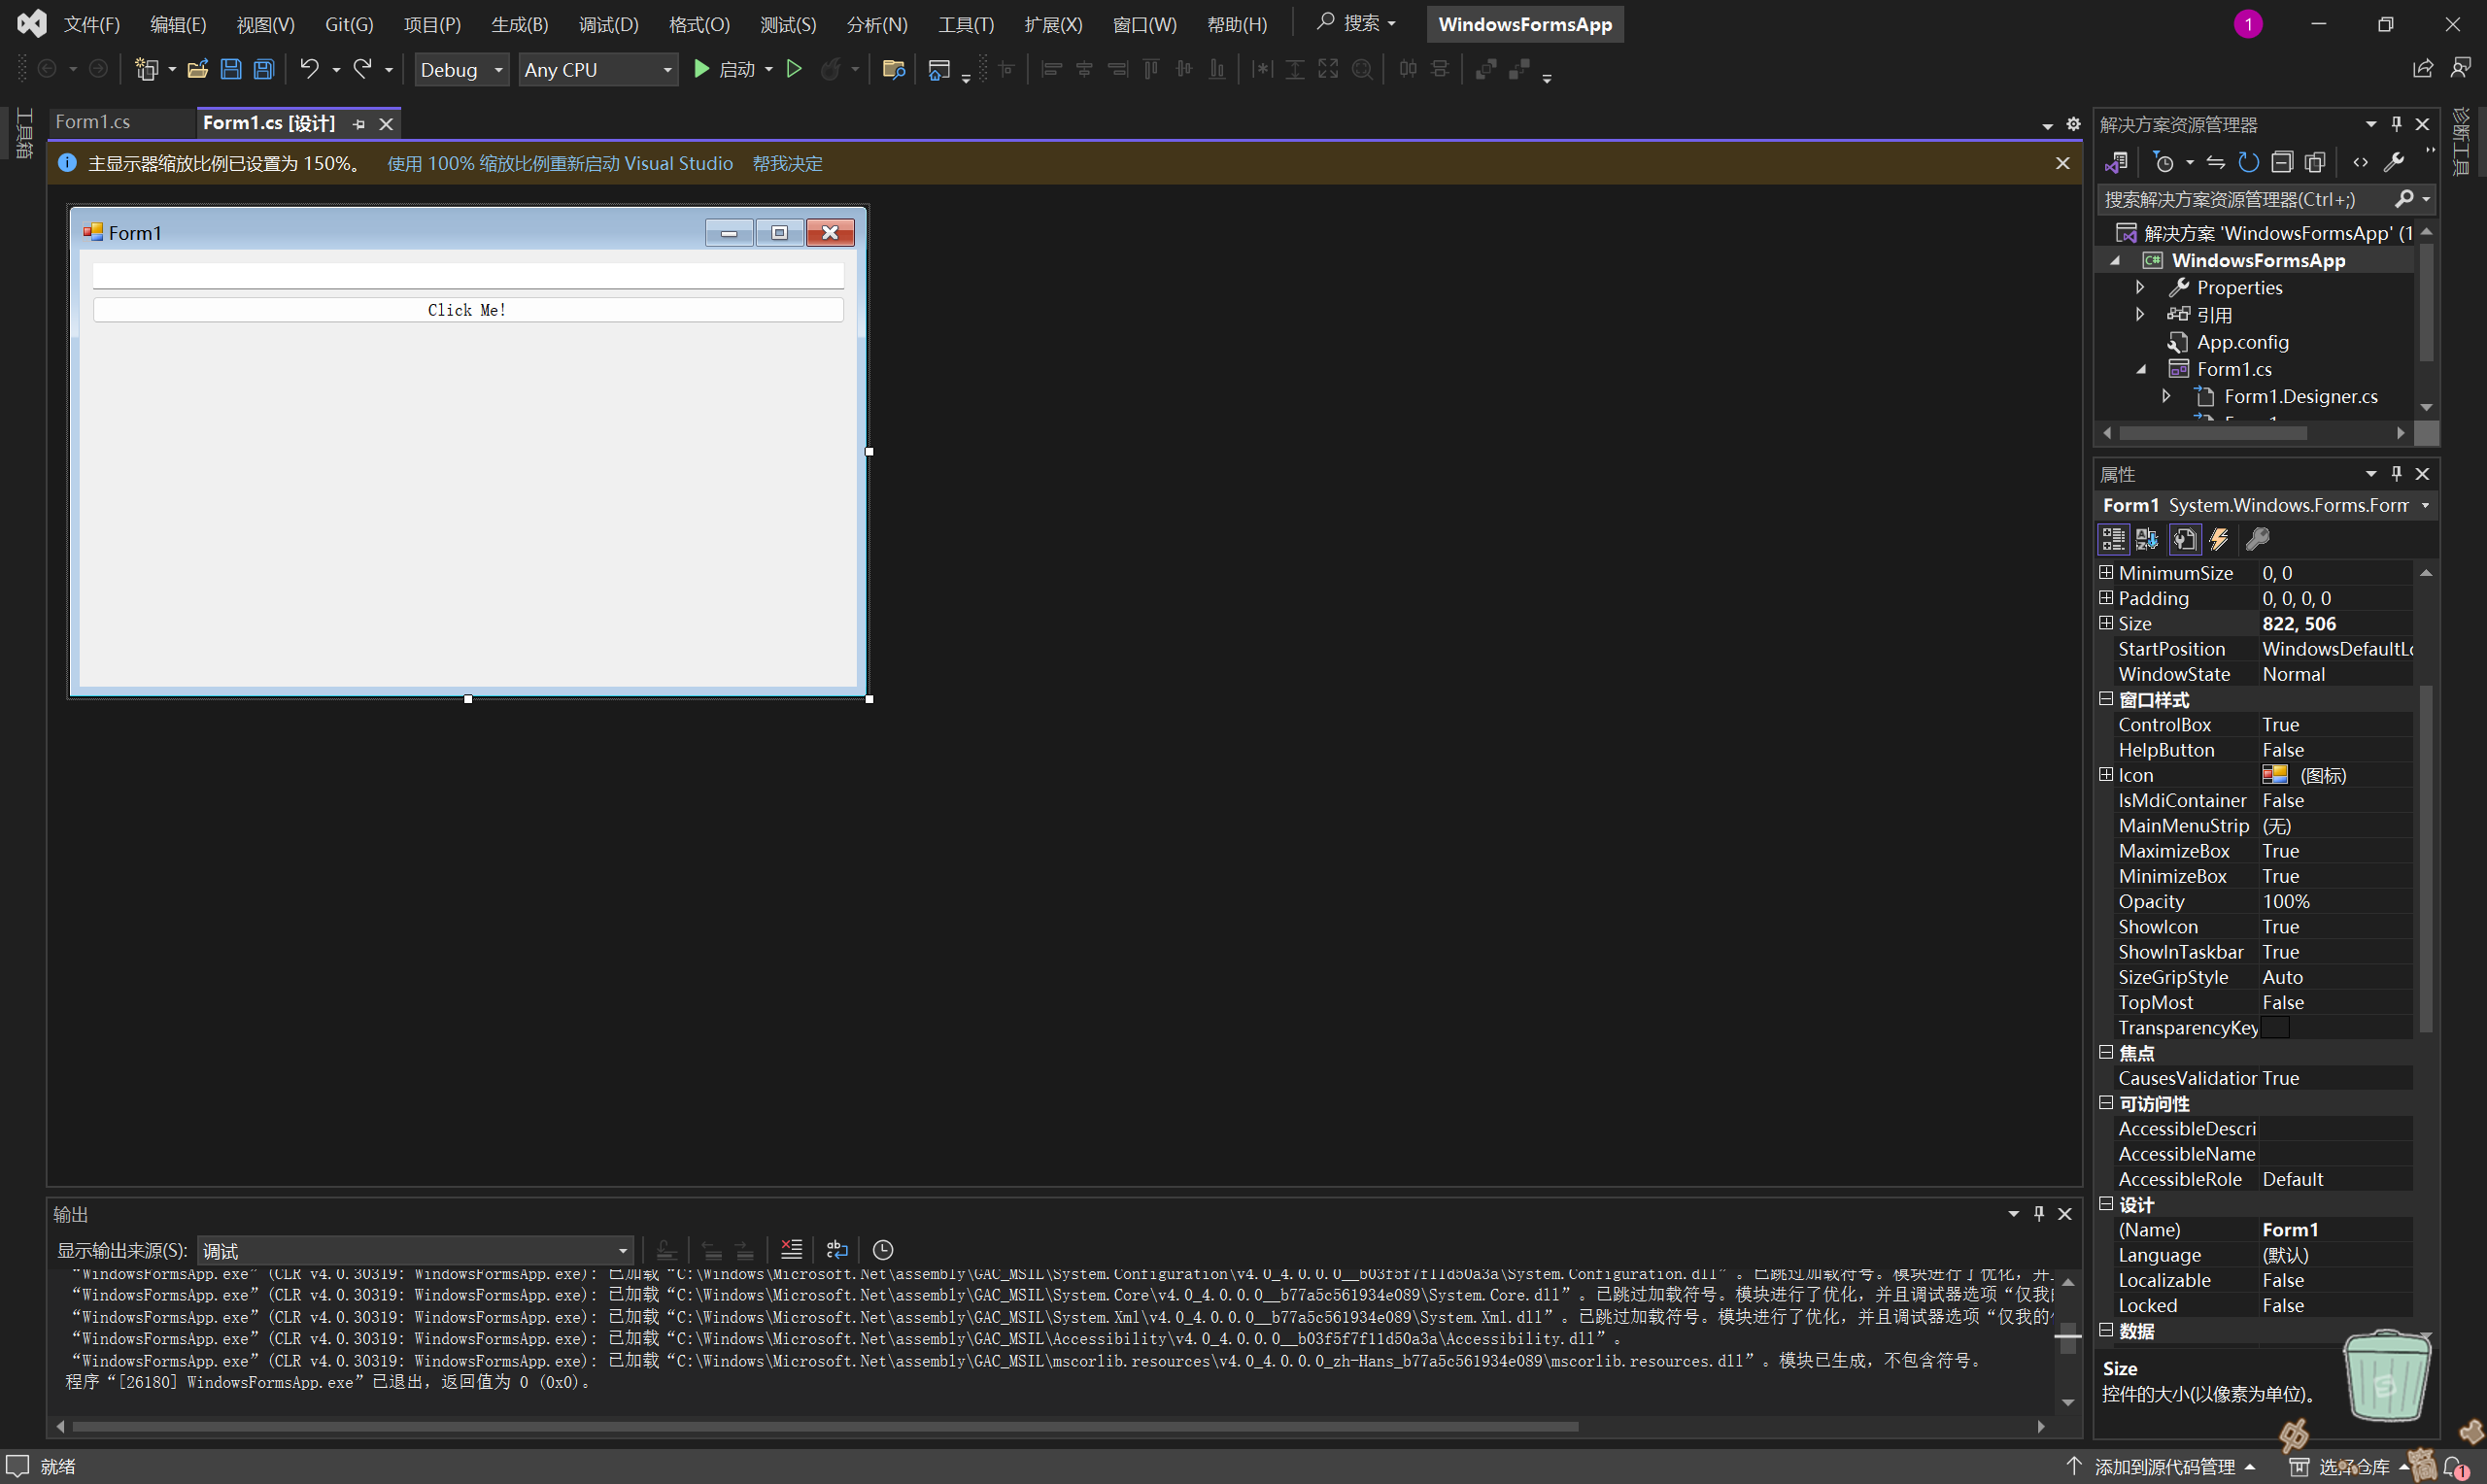 文件(F) 编辑(E) 视图(V) Git(G) 项目(P) 生成(B) 调试(D) 格式(O) 测试(S) 分析(N) 工具(T) 扩展(X) 窗口(W) 帮助(H) 搜索 WindowsFormsApp 1
Debug Any CPU 启动
工具箱
Form1.cs Form1.cs [设计]
主显示器缩放比例已设置为 150%。 使用 100% 缩放比例重新启动 Visual Studio 帮我决定
Form1
Click Me!
解决方案资源管理器
搜索解决方案资源管理器(Ctrl+;)
解决方案 'WindowsFormsApp' (1
WindowsFormsApp
Properties
引用
App.config
Form1.cs
Form1.Designer.cs
诊断工具
属性
Form1 System.Windows.Forms.Form
MinimumSize 0, 0
Padding 0, 0, 0, 0
Size 822, 506
StartPosition WindowsDefaultLo
WindowState Normal
窗口样式
ControlBox True
HelpButton False
Icon (图标)
IsMdiContainer False
MainMenuStrip (无)
MaximizeBox True
MinimizeBox True
Opacity 100%
ShowIcon True
ShowInTaskbar True
SizeGripStyle Auto
TopMost False
TransparencyKey
焦点
CausesValidation True
可访问性
AccessibleDescri
AccessibleName
AccessibleRole Default
设计
(Name) Form1
Language (默认)
Localizable False
Locked False
数据
Size
控件的大小(以像素为单位)。
输出
显示输出来源(S): 调试
“WindowsFormsApp.exe” (CLR v4.0.30319: WindowsFormsApp.exe): 已加载“C:\Windows\Microsoft.Net\assembly\GAC_MSIL\System.Configuration\v4.0_4.0.0.0__b03f5f7f11d50a3a\System.Configuration.dll”。已跳过加载符号。模块进行了优化，并
“WindowsFormsApp.exe” (CLR v4.0.30319: WindowsFormsApp.exe): 已加载“C:\Windows\Microsoft.Net\assembly\GAC_MSIL\System.Core\v4.0_4.0.0.0__b77a5c561934e089\System.Core.dll”。已跳过加载符号。模块进行了优化，并且调试器选项“仅我
“WindowsFormsApp.exe” (CLR v4.0.30319: WindowsFormsApp.exe): 已加载“C:\Windows\Microsoft.Net\assembly\GAC_MSIL\System.Xml\v4.0_4.0.0.0__b77a5c561934e089\System.Xml.dll”。已跳过加载符号。模块进行了优化，并且调试器选项“仅我的
“WindowsFormsApp.exe” (CLR v4.0.30319: WindowsFormsApp.exe): 已加载“C:\Windows\Microsoft.Net\assembly\GAC_MSIL\Accessibility\v4.0_4.0.0.0__b03f5f7f11d50a3a\Accessibility.dll”。
“WindowsFormsApp.exe” (CLR v4.0.30319: WindowsFormsApp.exe): 已加载“C:\Windows\Microsoft.Net\assembly\GAC_MSIL\mscorlib.resources\v4.0_4.0.0.0_zh-Hans_b77a5c561934e089\mscorlib.resources.dll”。模块已生成，不包含符号。
程序“[26180] WindowsFormsApp.exe”已退出，返回值为 0 (0x0)。
中
就绪 添加到源代码管理 选择仓库 简 1